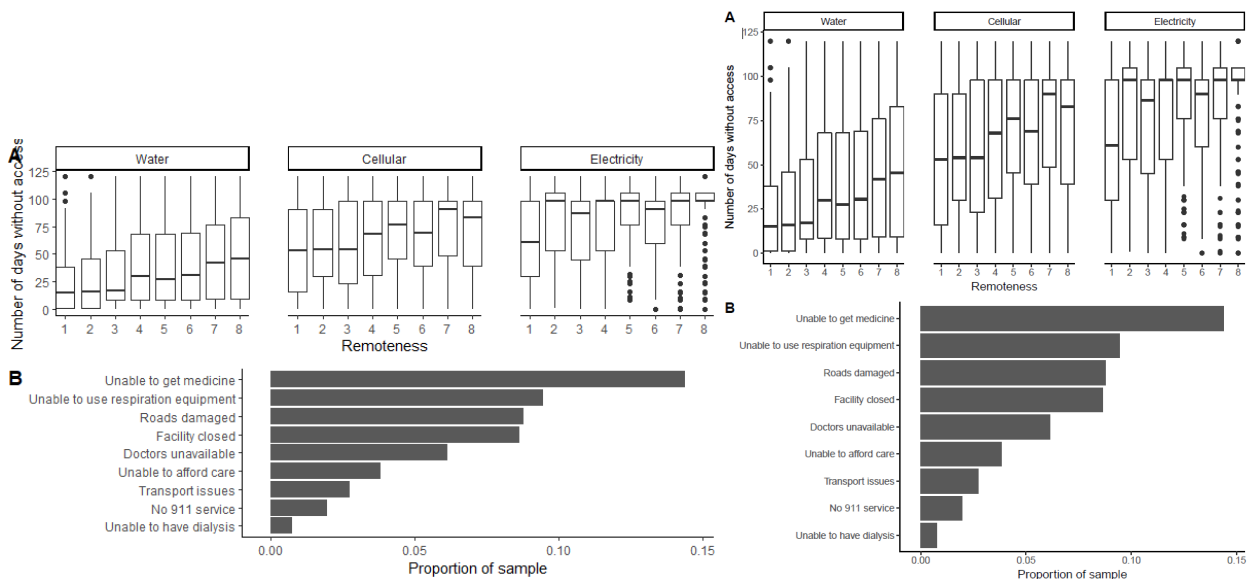 A
Water
Cellular
Electricity
Number of days without access
125
100
75
50
25
0
1 2 3 4 5 6 7 8
1 2 3 4 5 6 7 8
1 2 3 4 5 6 7 8
Remoteness
B
Unable to get medicine
Unable to use respiration equipment
Roads damaged
Facility closed
Doctors unavailable
Unable to afford care
Transport issues
No 911 service
Unable to have dialysis
0.00 0.05 0.10 0.15
Proportion of sample
A
Water
Cellular
Electricity
Number of days without access
125
100
75
50
25
0
1 2 3 4 5 6 7 8
1 2 3 4 5 6 7 8
1 2 3 4 5 6 7 8
Remoteness
B
Unable to get medicine
Unable to use respiration equipment
Roads damaged
Facility closed
Doctors unavailable
Unable to afford care
Transport issues
No 911 service
Unable to have dialysis
0.00 0.05 0.10 0.15
Proportion of sample